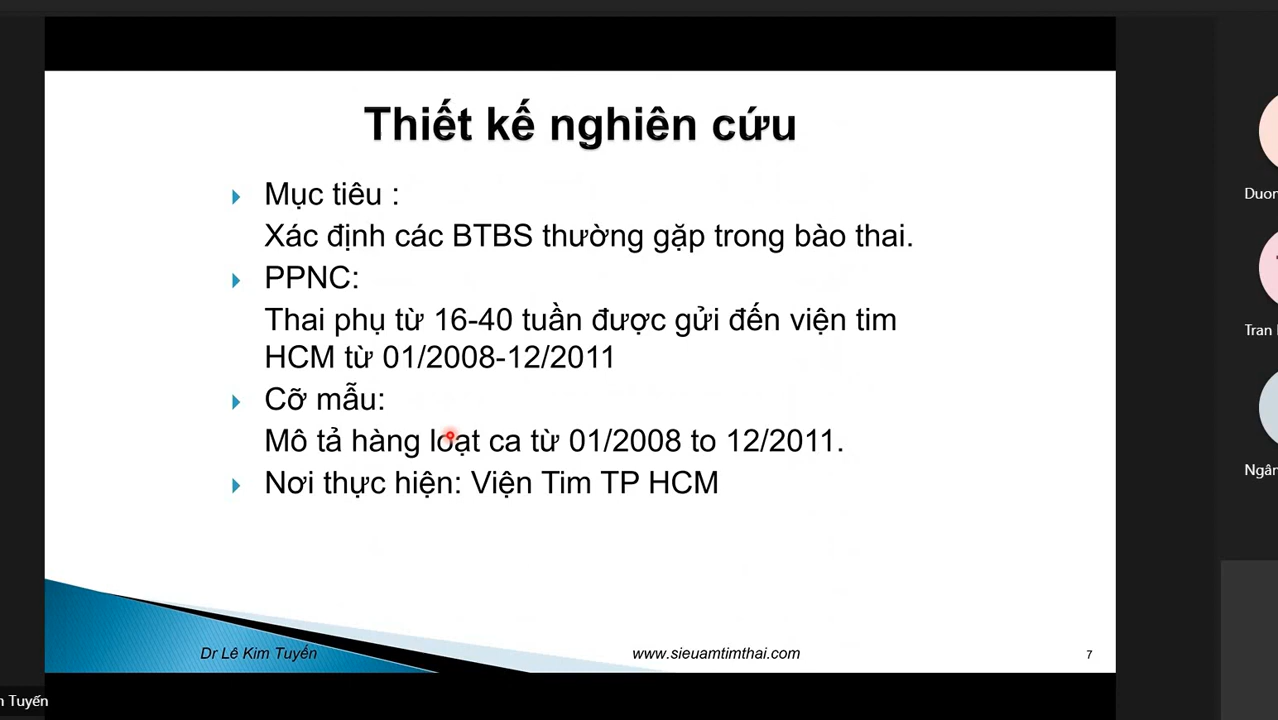 Thiết kế nghiên cứu
Mục tiêu :
Xác định các BTBS thường gặp trong bào thai.
PPNC:
Thai phụ từ 16-40 tuần được gửi đến viện tim
HCM từ 01/2008-12/2011
Cỡ mẫu:
Mô tả hàng loạt ca từ 01/2008 to 12/2011.
Nơi thực hiện: Viện Tim TP HCM
Dr Lê Kim Tuyến
www.sieuamtimthai.com
7
Duon
Tran
Ngân
Tuyến